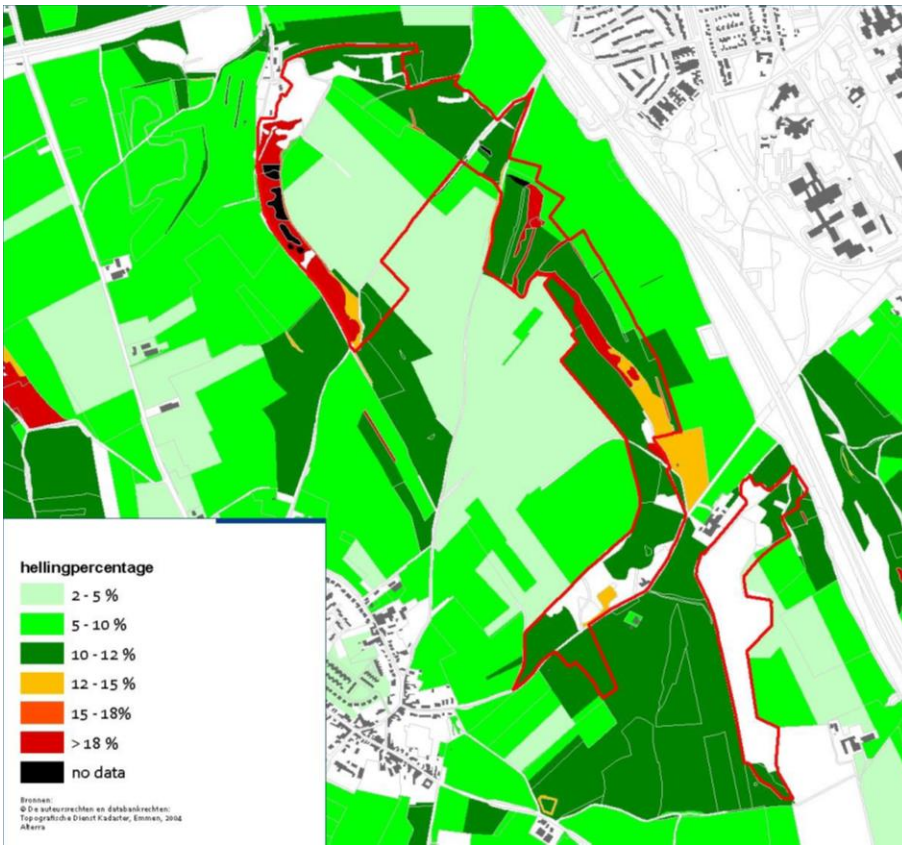 hellingpercentage
2 - 5 %
5 - 10 %
10 - 12 %
12 - 15 %
15 - 18%
> 18 %
no data
Bronnen:
© De auteursrechten en databankrechten:
Topografische Dienst Kadaster, Emmen, 2004
Alterra